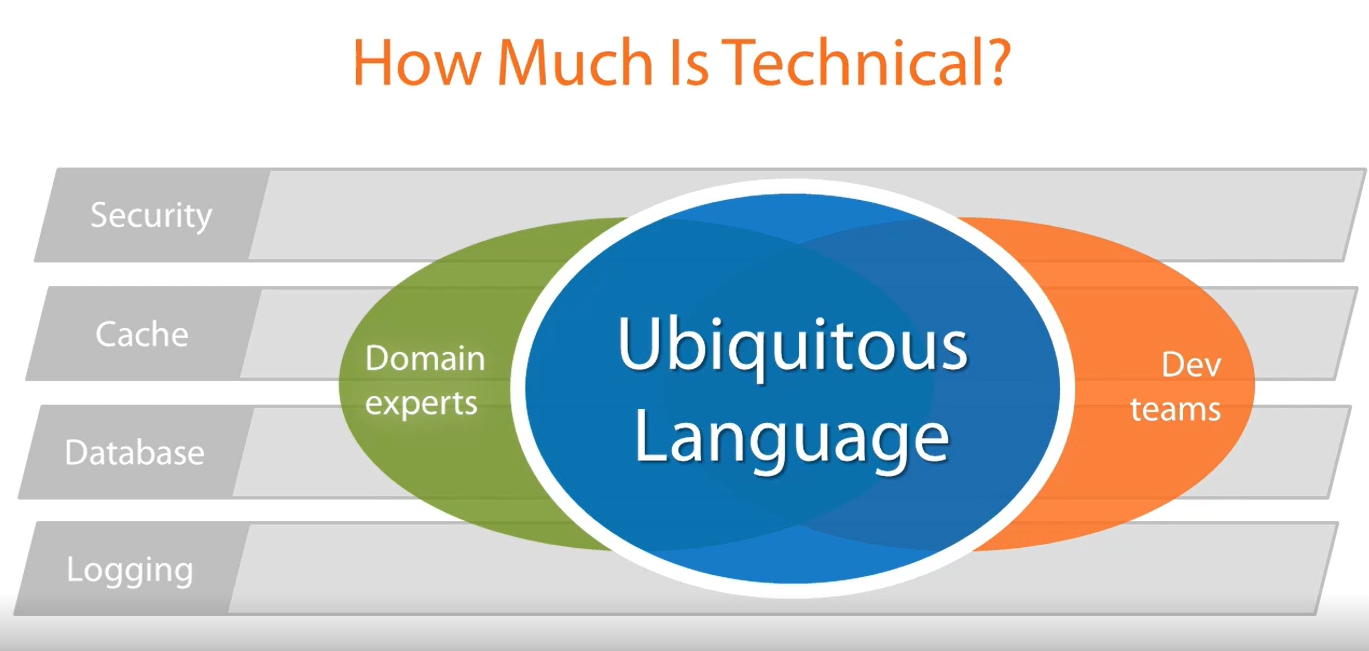 How Much Is Technical?
Security
Cache
Domain
experts
Ubiquitous
Language
Dev
teams
Database
Logging